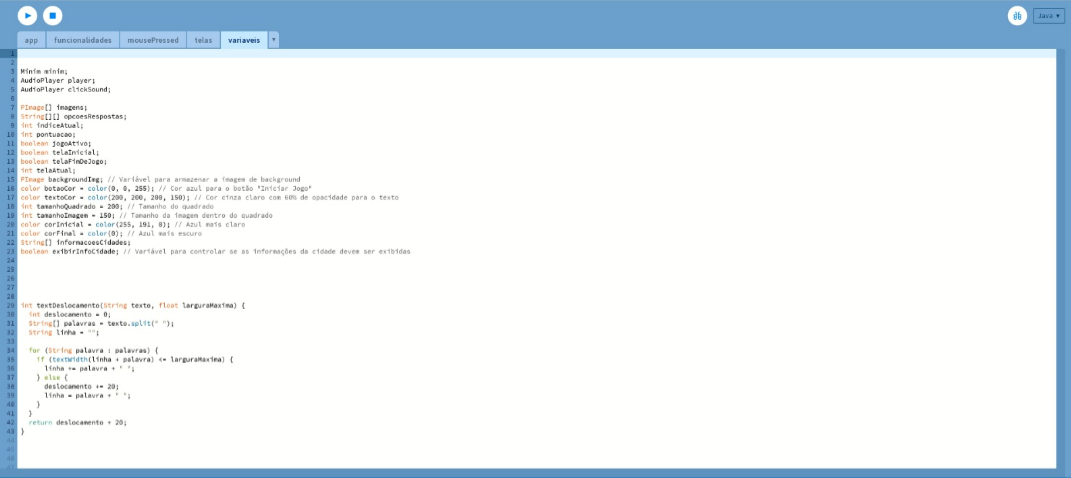 Java ▾
app funcionalidades mousePressed telas variaveis ▾
1
2
3 Minim minim;
4 AudioPlayer player;
5 AudioPlayer clickSound;
6
7 PImage[] imagens;
8 String[][] opcoesRespostas;
9 int indiceAtual;
10 int pontuacao;
11 boolean jogoAtivo;
12 boolean telaInicial;
13 boolean telaFimDeJogo;
14 int telaAtual;
15 PImage backgroundImg; // Variável para armazenar a imagem de background
16 color botaoCor = color(0, 0, 255); // Cor azul para o botão "Iniciar Jogo"
17 color textoCor = color(200, 200, 200, 150); // Cor cinza claro com 60% de opacidade para o texto
18 int tamanhoQuadrado = 200; // Tamanho do quadrado
19 int tamanhoImagem = 150; // Tamanho da imagem dentro do quadrado
20 color corInicial = color(255, 191, 0); // Azul mais claro
21 color corFinal = color(0); // Azul mais escuro
22 String[] informacoesCidades;
23 boolean exibirInfoCidade; // Variável para controlar se as informações da cidade devem ser exibidas
24
25
26
27
28
29 int textDeslocamento(String texto, float larguraMaxima) {
30 int deslocamento = 0;
31 String[] palavras = texto.split(" ");
32 String linha = "";
33
34 for (String palavra : palavras) {
35 if (textWidth(linha + palavra) <= larguraMaxima) {
36 linha += palavra + " ";
37 } else {
38 deslocamento += 20;
39 linha = palavra + " ";
40 }
41 }
42 return deslocamento + 20;
43 }
44
45
46
47